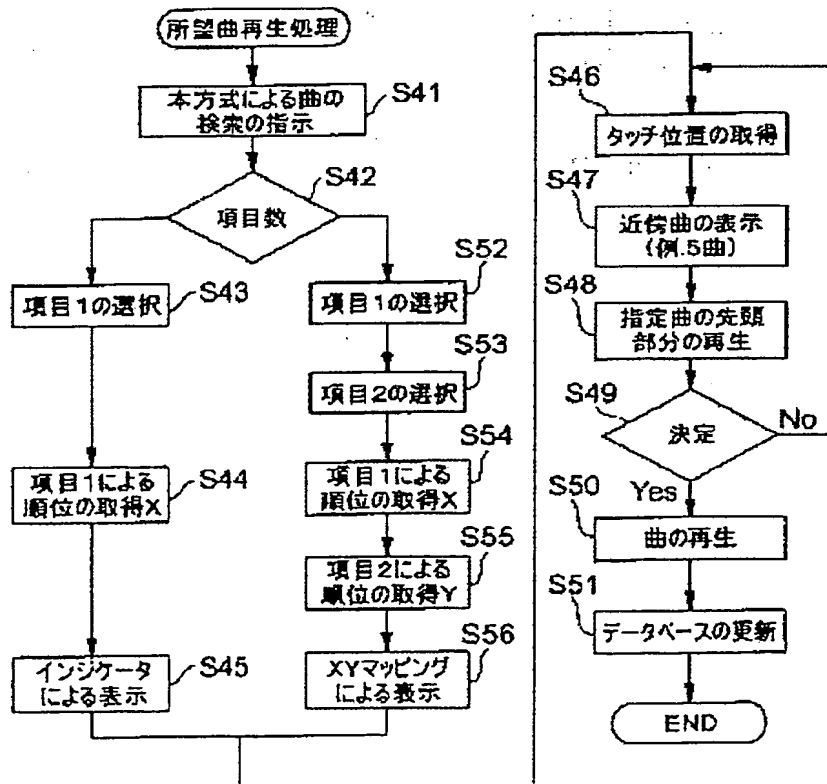 所望曲再生処理
S41
本方式による曲の
検索の指示
S42
項目数
S43
項目1の選択
S44
項目1による
順位の取得X
S45
インジケータ
による表示
S52
項目1の選択
S53
項目2の選択
S54
項目1による
順位の取得X
S55
項目2による
順位の取得Y
S56
XYマッピング
による表示
S46
タッチ位置の取得
S47
近傍曲の表示
(例.5曲)
S48
指定曲の先頭
部分の再生
S49
決定
No
Yes
S50
曲の再生
S51
データベースの更新
END